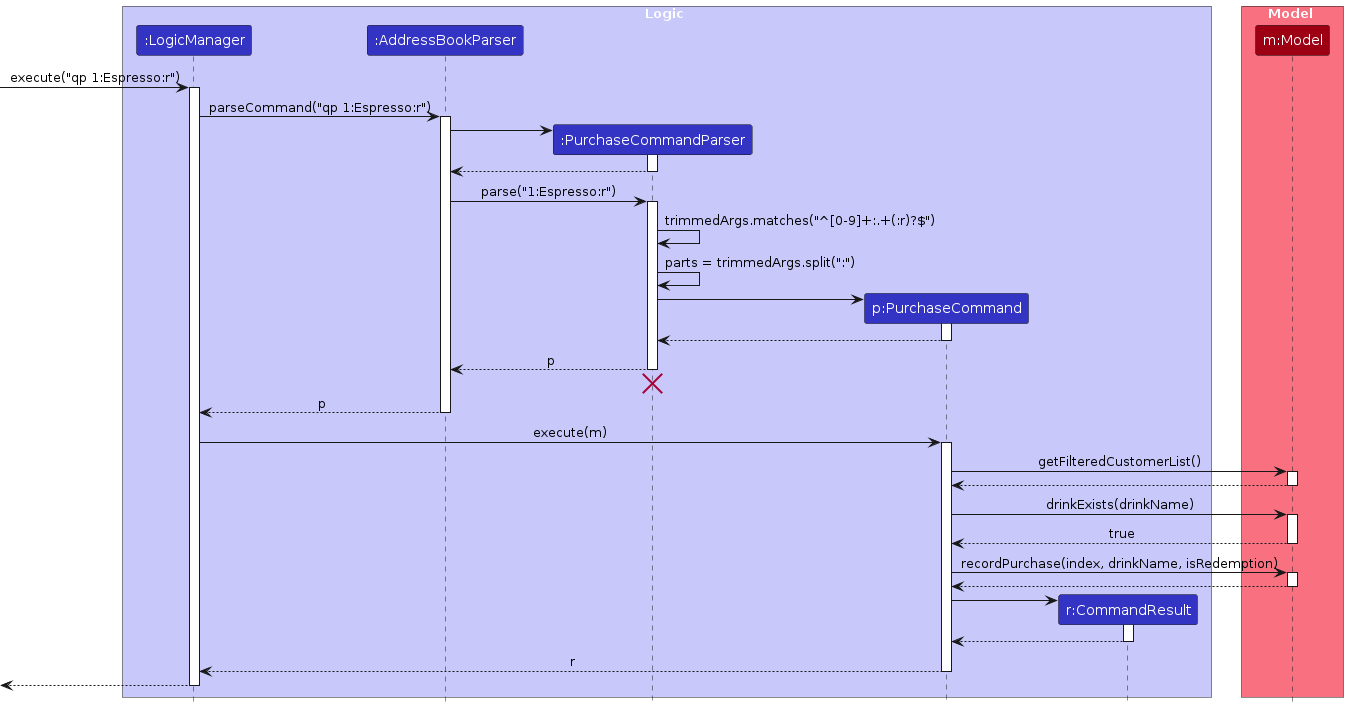 Logic
Model
:LogicManager
:AddressBookParser
m:Model
execute("qp 1:Espresso:r")
parseCommand("qp 1:Espresso:r")
:PurchaseCommandParser
parse("1:Espresso:r")
trimmedArgs.matches("^[0-9]+:.+(:r)?$")
parts = trimmedArgs.split(":")
p:PurchaseCommand
p
p
execute(m)
getFilteredCustomerList()
drinkExists(drinkName)
true
recordPurchase(index, drinkName, isRedemption)
r:CommandResult
r